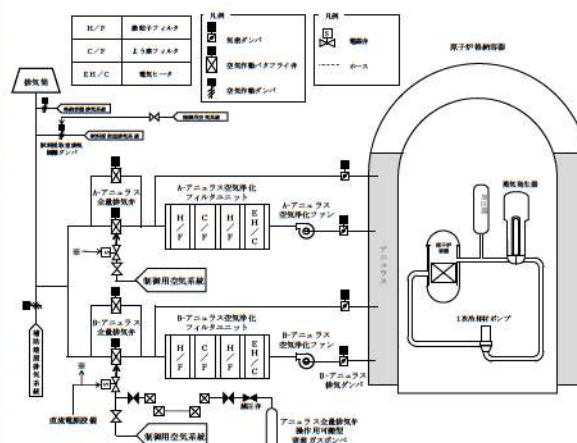 H/F 微粒子フィルタ
C/F よう素フィルタ
EH/C 電気ヒータ
凡例
気密ダンパ
空気作動バタフライ弁
空気作動ダンパ
凡例
S 電磁弁
ホース
排気筒
原子炉格納容器
A-アニュラス
全量排気弁
A-アニュラス空気浄化
フィルタユニット
A-アニュラス
空気浄化ファン
H/F
C/F
H/F
EH/C
※
S
制御用空気系統
アニュラス
加圧器
蒸気発生器
原子炉
容器
1次冷却材ポンプ
B-アニュラス
全量排気弁
B-アニュラス空気浄化
フィルタユニット
B-アニュラス
空気浄化ファン
H/F
C/F
H/F
EH/C
B-アニュラス
排気ダンパ
補助建屋排気系統
※
S
直流電源設備
制御用空気系統
減圧弁
アニュラス全量排気弁
操作用可搬型
窒素ガスボンベ